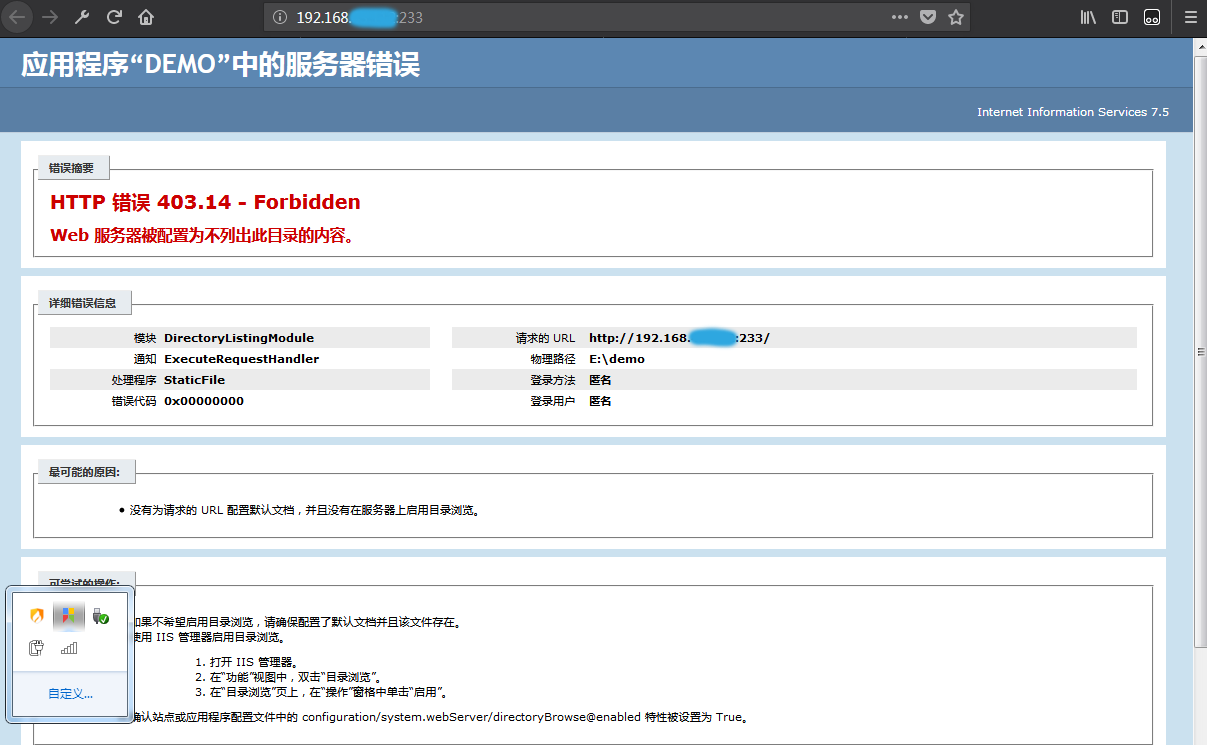 192.168. :233
应用程序“DEMO”中的服务器错误
Internet Information Services 7.5
错误摘要
HTTP 错误 403.14 - Forbidden
Web 服务器被配置为不列出此目录的内容。
详细错误信息
模块 DirectoryListingModule
通知 ExecuteRequestHandler
处理程序 StaticFile
错误代码 0x00000000
请求的 URL http://192.168. :233/
物理路径 E:\demo
登录方法 匿名
登录用户 匿名
最可能的原因:
• 没有为请求的 URL 配置默认文档，并且没有在服务器上启用目录浏览。
可尝试的操作:
如果不希望启用目录浏览，请确保配置了默认文档并且该文件存在。
使用 IIS 管理器启用目录浏览。
1. 打开 IIS 管理器。
2. 在“功能”视图中，双击“目录浏览”。
3. 在“目录浏览”页上，在“操作”窗格中单击“启用”。
确认站点或应用程序配置文件中的 configuration/system.webServer/directoryBrowse@enabled 特性被设置为 True。
自定义...